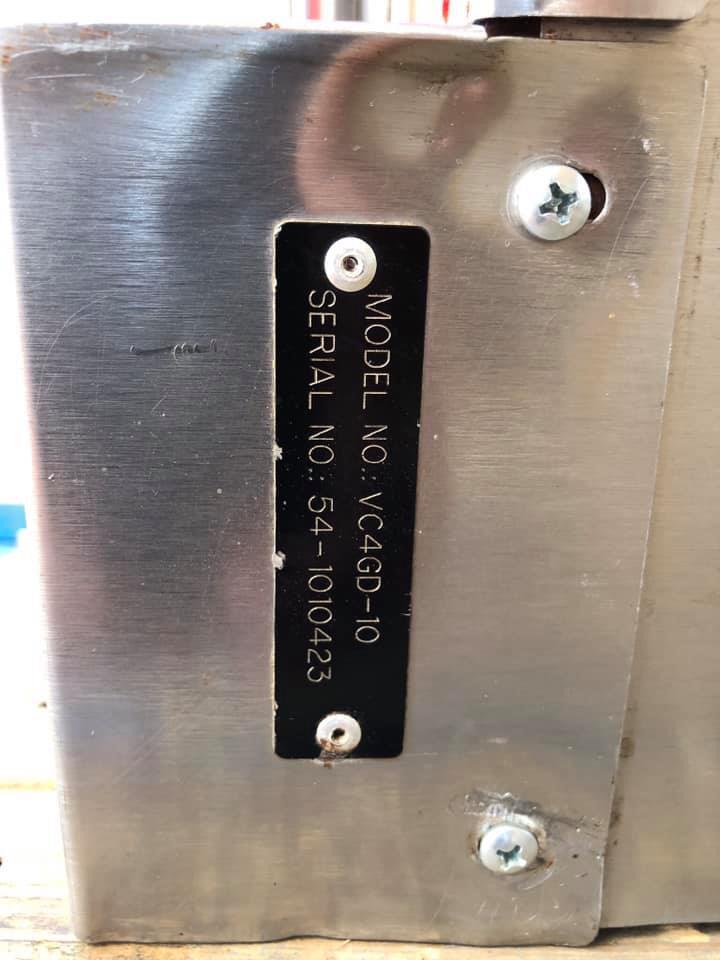 MODEL NO.: VC4GD-10
SERIAL NO.: 54-1010423